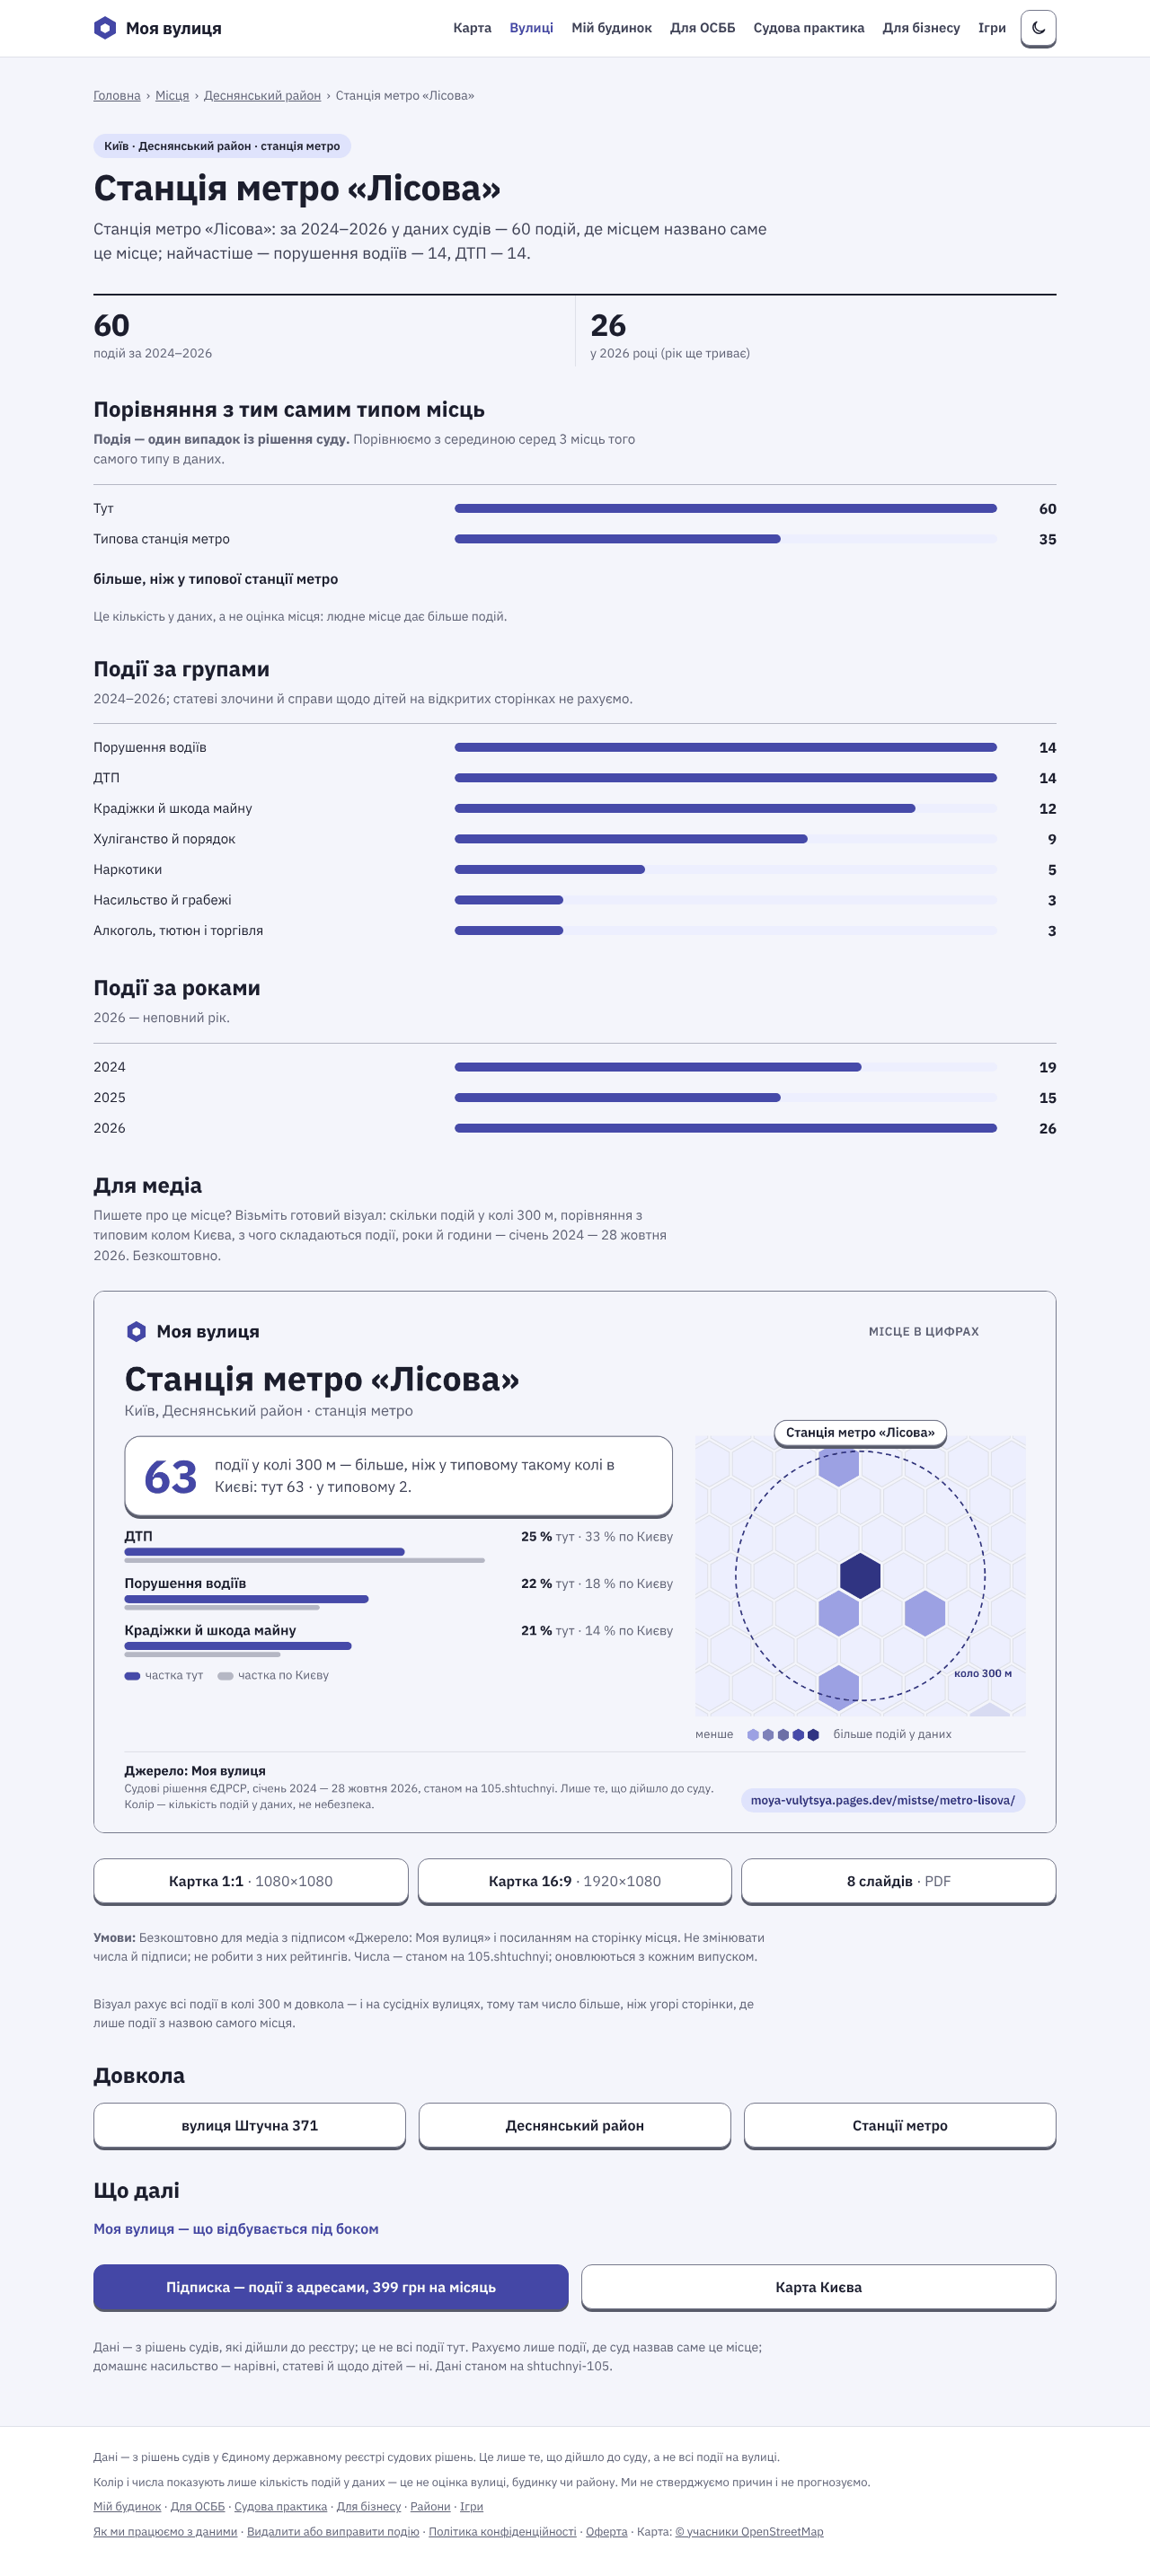 Моя вулиця
Карта Вулиці Мій будинок Для ОСББ Судова практика Для бізнесу Ігри
Головна › Місця › Деснянський район › Станція метро «Лісова»
Київ · Деснянський район · станція метро
Станція метро «Лісова»
Станція метро «Лісова»: за 2024–2026 у даних судів — 60 подій, де місцем названо саме
це місце; найчастіше — порушення водіїв — 14, ДТП — 14.
60
подій за 2024–2026
26
у 2026 році (рік ще триває)
Порівняння з тим самим типом місць
Подія — один випадок із рішення суду. Порівнюємо з серединою серед 3 місць того
самого типу в даних.
Тут 60
Типова станція метро 35
більше, ніж у типової станції метро
Це кількість у даних, а не оцінка місця: людне місце дає більше подій.
Події за групами
2024–2026; статеві злочини й справи щодо дітей на відкритих сторінках не рахуємо.
Порушення водіїв 14
ДТП 14
Крадіжки й шкода майну 12
Хуліганство й порядок 9
Наркотики 5
Насильство й грабежі 3
Алкоголь, тютюн і торгівля 3
Події за роками
2026 — неповний рік.
2024 19
2025 15
2026 26
Для медіа
Пишете про це місце? Візьміть готовий візуал: скільки подій у колі 300 м, порівняння з
типовим колом Києва, з чого складаються події, роки й години — січень 2024 — 28 жовтня
2026. Безкоштовно.
Моя вулиця
МІСЦЕ В ЦИФРАХ
Станція метро «Лісова»
Київ, Деснянський район · станція метро
63
події у колі 300 м — більше, ніж у типовому такому колі в
Києві: тут 63 · у типовому 2.
ДТП 25 % тут · 33 % по Києву
Порушення водіїв 22 % тут · 18 % по Києву
Крадіжки й шкода майну 21 % тут · 14 % по Києву
частка тут частка по Києву
Станція метро «Лісова»
коло 300 м
менше більше подій у даних
Джерело: Моя вулиця
Судові рішення ЄДРСР, січень 2024 — 28 жовтня 2026, станом на 105.shtuchnyi. Лише те, що дійшло до суду.
Колір — кількість подій у даних, не небезпека.
moya-vulytsya.pages.dev/mistse/metro-lisova/
Картка 1:1 · 1080×1080
Картка 16:9 · 1920×1080
8 слайдів · PDF
Умови: Безкоштовно для медіа з підписом «Джерело: Моя вулиця» і посиланням на сторінку місця. Не змінювати
числа й підписи; не робити з них рейтингів. Числа — станом на 105.shtuchnyi; оновлюються з кожним випуском.
Візуал рахує всі події в колі 300 м довкола — і на сусідніх вулицях, тому там число більше, ніж угорі сторінки, де
лише події з назвою самого місця.
Довкола
вулиця Штучна 371
Деснянський район
Станції метро
Що далі
Моя вулиця — що відбувається під боком
Підписка — події з адресами, 399 грн на місяць
Карта Києва
Дані — з рішень судів, які дійшли до реєстру; це не всі події тут. Рахуємо лише події, де суд назвав саме це місце;
домашнє насильство — нарівні, статеві й щодо дітей — ні. Дані станом на shtuchnyi-105.
Дані — з рішень судів у Єдиному державному реєстрі судових рішень. Це лише те, що дійшло до суду, а не всі події на вулиці.
Колір і числа показують лише кількість подій у даних — це не оцінка вулиці, будинку чи району. Ми не стверджуємо причин і не прогнозуємо.
Мій будинок · Для ОСББ · Судова практика · Для бізнесу · Райони · Ігри
Як ми працюємо з даними · Видалити або виправити подію · Політика конфіденційності · Оферта · Карта: © учасники OpenStreetMap